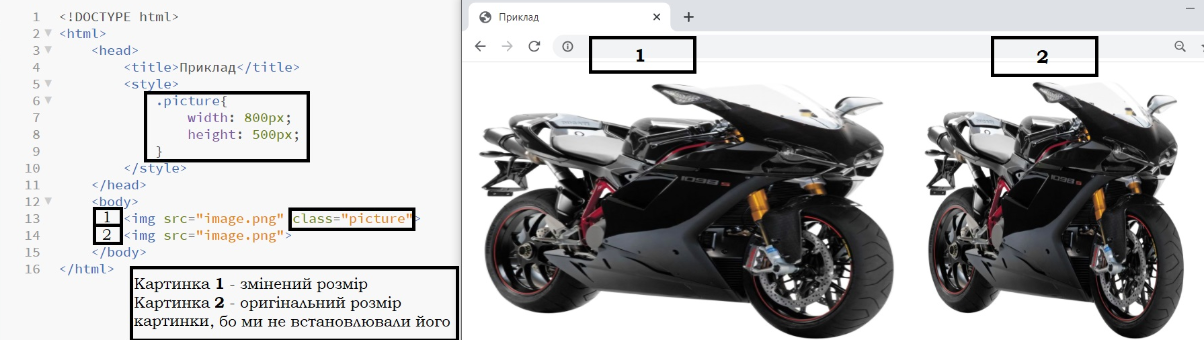 1 <!DOCTYPE html>
2 <html>
3 <head>
4 <title>Приклад</title>
5 <style>
6 .picture{
7 width: 800px;
8 height: 500px;
9 }
10 </style>
11 </head>
12 <body>
13 1 <img src="image.png" class="picture">
14 2 <img src="image.png">
15 </body>
16 </html>
Картинка 1 - змінений розмір
Картинка 2 - оригінальний розмір
картинки, бо ми не встановлювали його
Приклад
1
2
1098 s